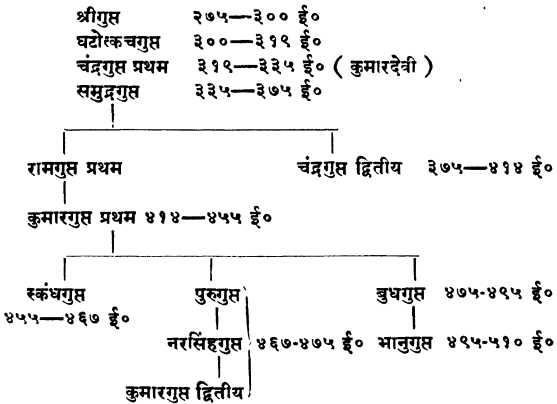 श्रीगुप्त २७५—३०० ई०
घटोत्कचगुप्त ३००—३१९ ई०
चंद्रगुप्त प्रथम ३१९—३३५ ई० ( कुमारदेवी )
समुद्रगुप्त ३३५—३७५ ई०
रामगुप्त प्रथम चंद्रगुप्त द्वितीय ३७५—४१४ ई०
कुमारगुप्त प्रथम ४१४—४५५ ई०
स्कंधगुप्त पुरुगुप्त बुधगुप्त ४७५-४९५ ई०
४५५—४६७ ई०
नरसिंहगुप्त ४६७-४७५ ई० भानुगुप्त ४९५-५१० ई०
कुमारगुप्त द्वितीय